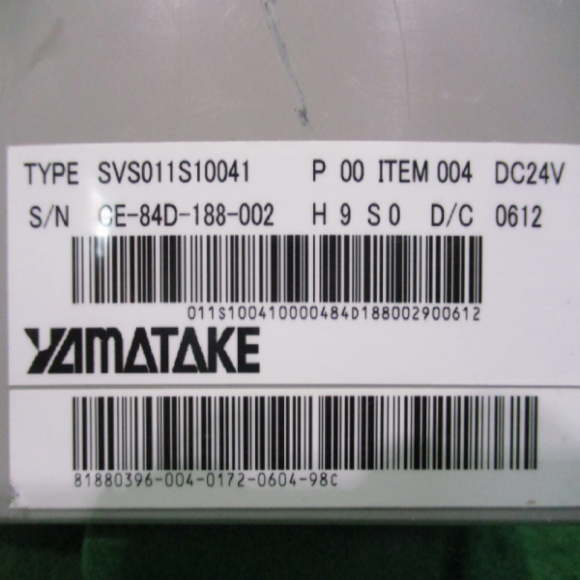 TYPE SVS011S10041 P 00 ITEM 004 DC24V
S/N CE-84D-188-002 H 9 S 0 D/C 0612
011S100410000484D188002900612
YAMATAKE
81880396-004-0172-0604-98C